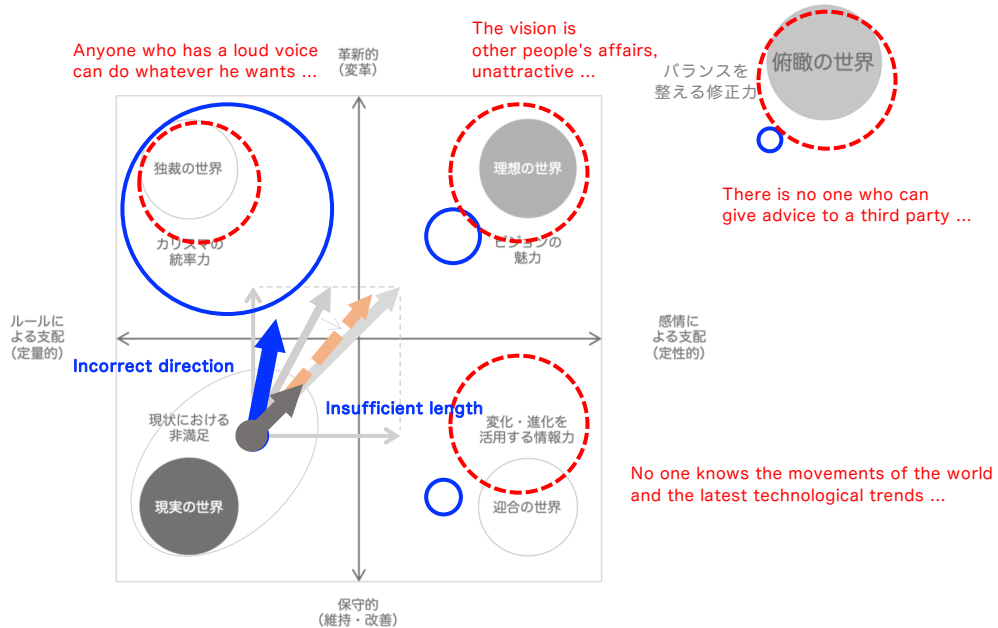 Anyone who has a loud voice
can do whatever he wants ...
革新的
（変革）
The vision is
other people's affairs,
unattractive ...
バランスを
整える修正力
俯瞰の世界
There is no one who can
give advice to a third party ...
独裁の世界
カリスマの
統率力
理想の世界
ビジョンの
魅力
ルールに
よる支配
（定量的）
感情に
よる支配
（定性的）
Incorrect direction
Insufficient length
現状における
非満足
変化・進化を
活用する情報力
現実の世界
迎合の世界
No one knows the movements of the world
and the latest technological trends ...
保守的
（維持・改善）